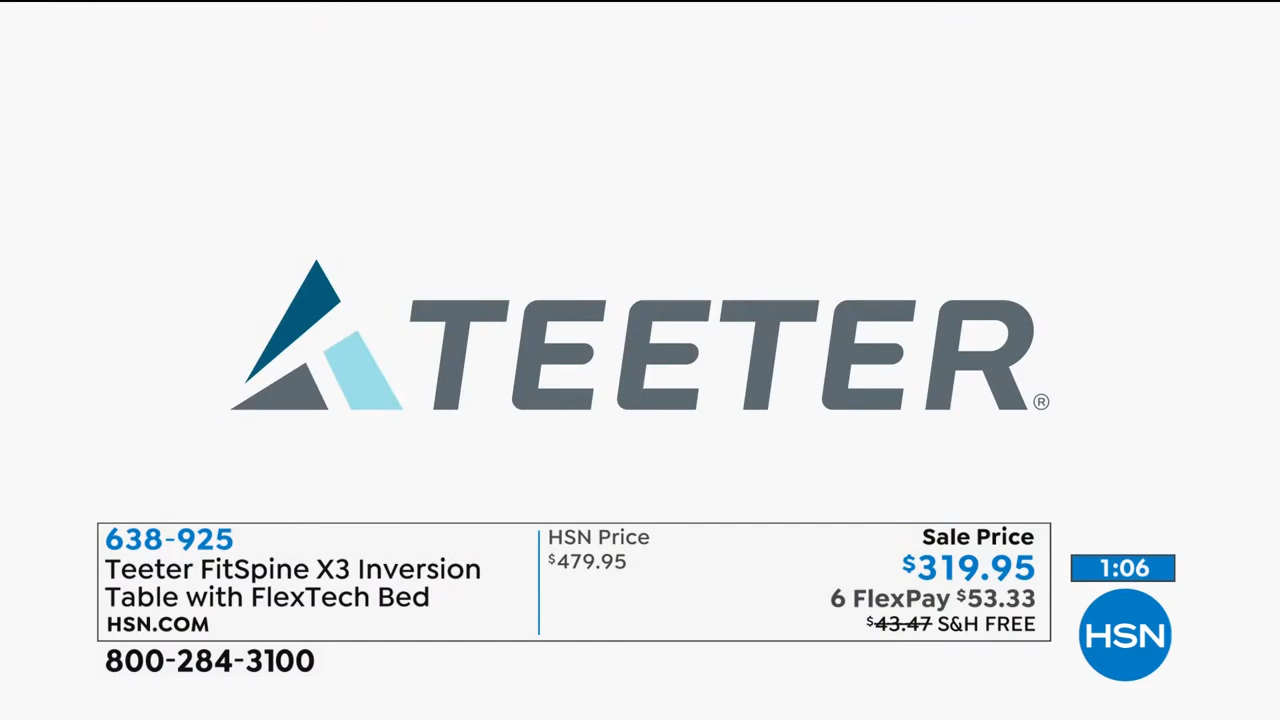 TEETER®
638-925
Teeter FitSpine X3 Inversion
Table with FlexTech Bed
HSN.COM
HSN Price
$479.95
Sale Price
$319.95
6 FlexPay $53.33
$43.47 S&H FREE
1:06
HSN
800-284-3100